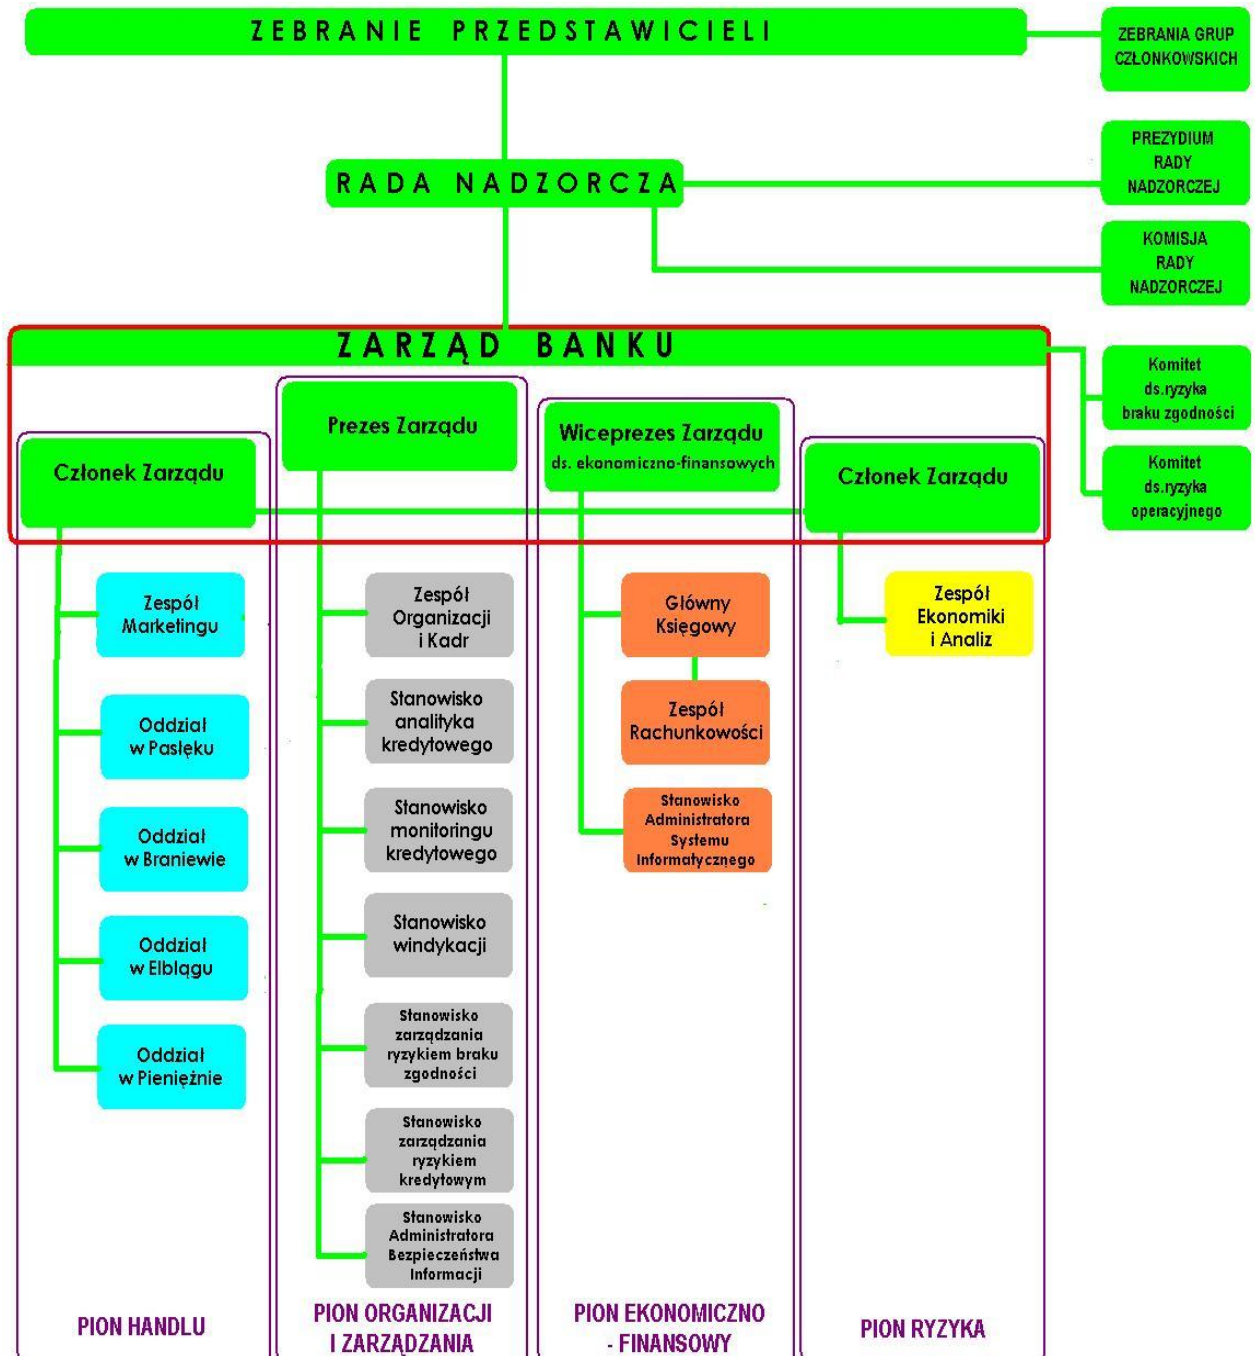 ZEBRANIE PRZEDSTAWICIELI
ZEBRANIA GRUP
CZŁONKOWSKICH
PREZYDIUM
RADY
NADZORCZEJ
RADA NADZORCZA
KOMISJA
RADY
NADZORCZEJ
ZARZĄD BANKU
Komitet
ds.ryzyka
braku zgodności
Komitet
ds.ryzyka
operacyjnego
Członek Zarządu
Prezes Zarządu
Wiceprezes Zarządu
ds. ekonomiczno-finansowych
Członek Zarządu
Zespół
Marketingu
Oddział
w Pasłęku
Oddział
w Braniewie
Oddział
w Elblągu
Oddział
w Pieniężnie
Zespół
Organizacji
i Kadr
Stanowisko
analityka
kredytowego
Stanowisko
monitoringu
kredytowego
Stanowisko
windykacji
Stanowisko
zarządzania
ryzykiem braku
zgodności
Stanowisko
zarządzania
ryzykiem
kredytowym
Stanowisko
Administratora
Bezpieczeństwa
Informacji
Główny
Księgowy
Zespół
Rachunkowości
Stanowisko
Administratora
Systemu
Informatycznego
Zespół
Ekonomiki
i Analiz
PION HANDLU
PION ORGANIZACJI
I ZARZĄDZANIA
PION EKONOMICZNO
- FINANSOWY
PION RYZYKA